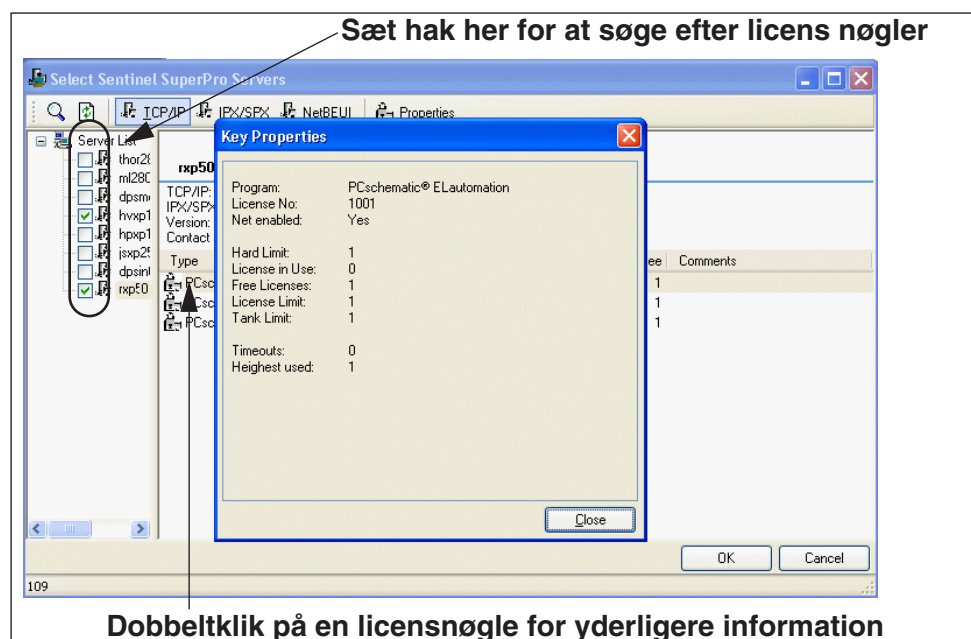 Sæt hak her for at søge efter licens nøgler
Select Sentinel SuperPro Servers
TCP/IP IPX/SPX NetBEUI Properties
Server List
thor28
ml280
dpsm
hvxp1
hpxp1
jsxp25
dpsinl
rxp50
rxp50
TCP/IP:
IPX/SPX
Version:
Contact
Type ee Comments
PCsc 1
PCsc 1
PCsc 1
Key Properties
Program: PCschematic® ELautomation
License No: 1001
Net enabled: Yes
Hard Limit: 1
License in Use: 0
Free Licenses: 1
License Limit: 1
Tank Limit: 1
Timeouts: 0
Heighest used: 1
Close
OK Cancel
109
Dobbeltklik på en licensnøgle for yderligere information